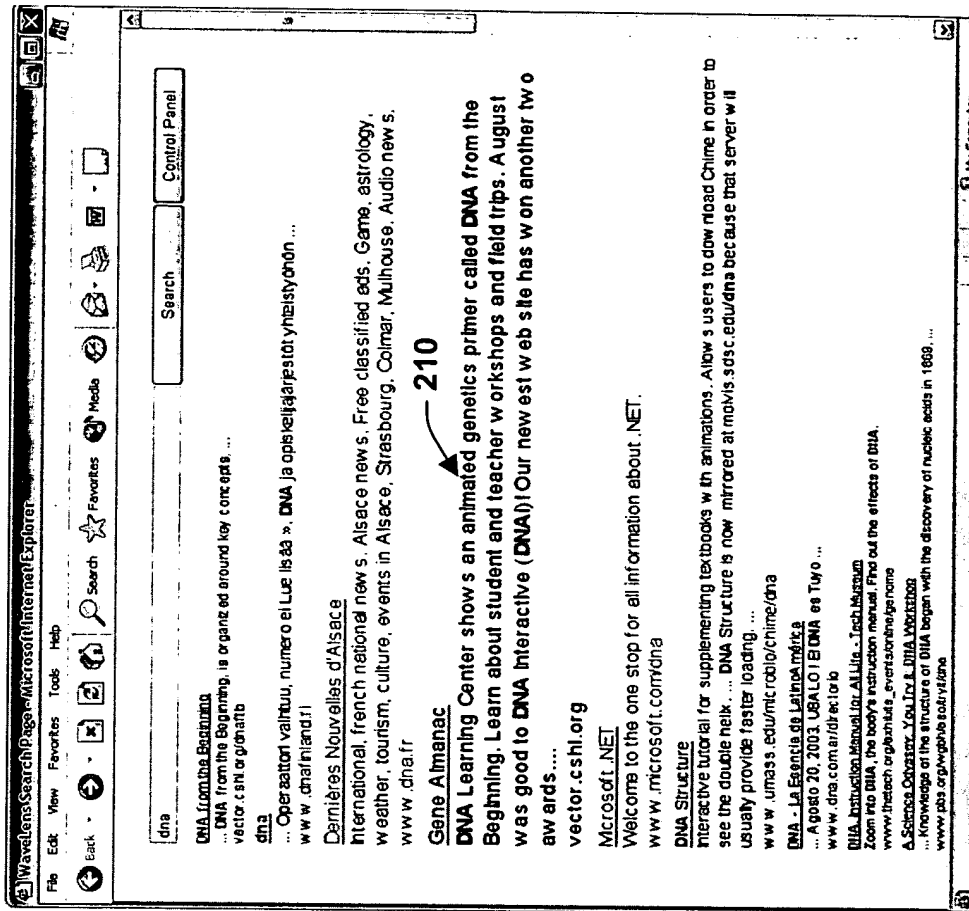 WaveLens Search Page - Microsoft Internet Explorer
File Edit View Favorites Tools Help
Back Search Favorites Media
dna Search Control Panel
DNA from the Beginning
... DNA from the Beginning, is organized around key concepts. ...
vector.cshl.org/dnaftb
dna
... Operaattori vaihtuu, numero ei Lue lisää ». DNA ja opiskelijajärjestöt yhteistyöhön ...
www.dnafinland.fi
Dernières Nouvelles d'Alsace
International, french national news. Alsace news. Free classified ads. Game, astrology,
weather, tourism, culture, events in Alsace, Strasbourg, Colmar, Mulhouse. Audio news.
www.dna.fr
210
Gene Almanac
DNA Learning Center shows an animated genetics primer called DNA from the
Beginning. Learn about student and teacher workshops and field trips. August
was good to DNA Interactive (DNAi)! Our newest web site has won another two
awards....
vector.cshl.org
Microsoft .NET
Welcome to the one stop for all information about .NET.
www.microsoft.com/dna
DNA Structure
Interactive tutorial for supplementing textbooks with animations. Allows users to download Chime in order to
see the double helix. ... DNA Structure is now mirrored at molvis.sdsc.edu/dna because that server will
usually provide faster loading. ...
www.umass.edu/microbio/chime/dna
DNA - La Esencia de LatinoAmérica
... Agosto 20, 2003. UBALO ! El DNA es Tuyo ...
www.dna.com.ar/directorio
DNA, Instruction Manual for All Life - Tech Museum
Zoom into DNA, the body's instruction manual. Find out the effects of DNA.
www.thetech.org/exhibits_events/online/genome
A Science Odyssey. You Try It. DNA Workshop
...Knowledge of the structure of DNA began with the discovery of nucleic acids in 1869. ...
www.pbs.org/wgbh/aso/tryit/dna